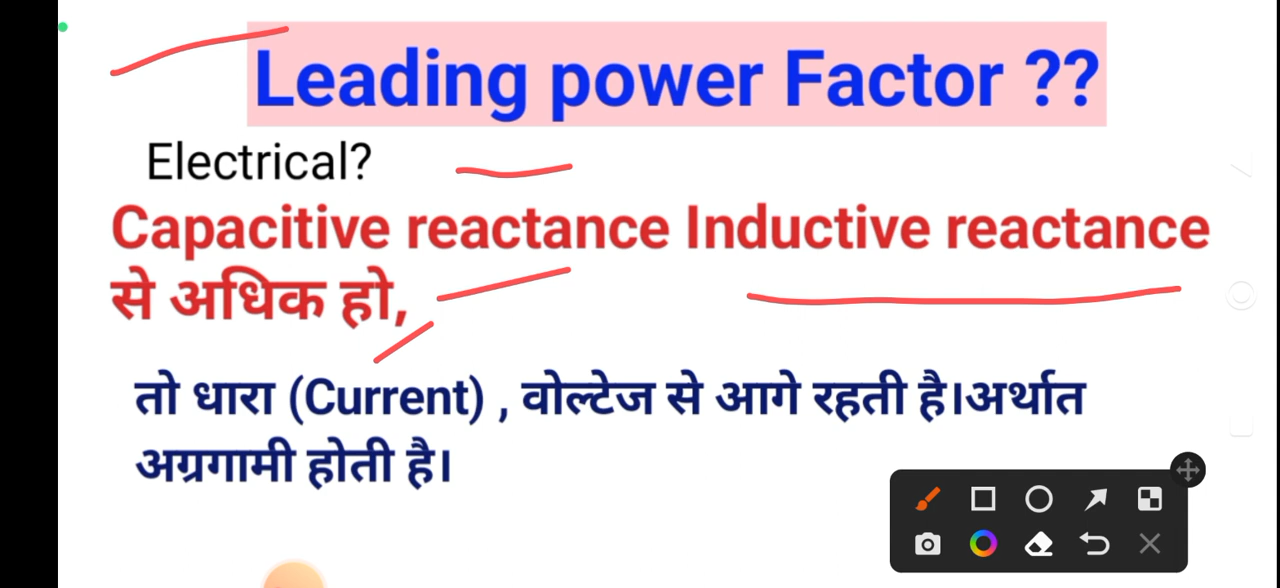 Leading power Factor ??
Electrical?
Capacitive reactance Inductive reactance
से अधिक हो,
तो धारा (Current) , वोल्टेज से आगे रहती है।अर्थात
अग्रगामी होती है।